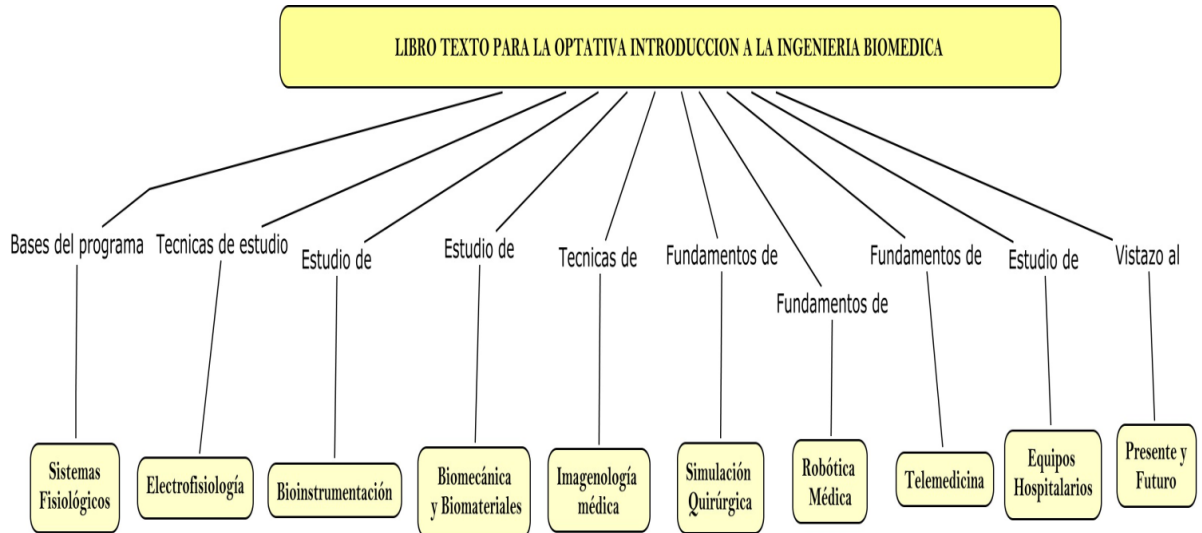 LIBRO TEXTO PARA LA OPTATIVA INTRODUCCION A LA INGENIERIA BIOMEDICA
Bases del programa
Tecnicas de estudio
Estudio de
Estudio de
Tecnicas de
Fundamentos de
Fundamentos de
Fundamentos de
Estudio de
Vistazo al
Sistemas
Fisiológicos
Electrofisiología
Bioinstrumentación
Biomecánica
y Biomateriales
Imagenología
médica
Simulación
Quirúrgica
Robótica
Médica
Telemedicina
Equipos
Hospitalarios
Presente y
Futuro